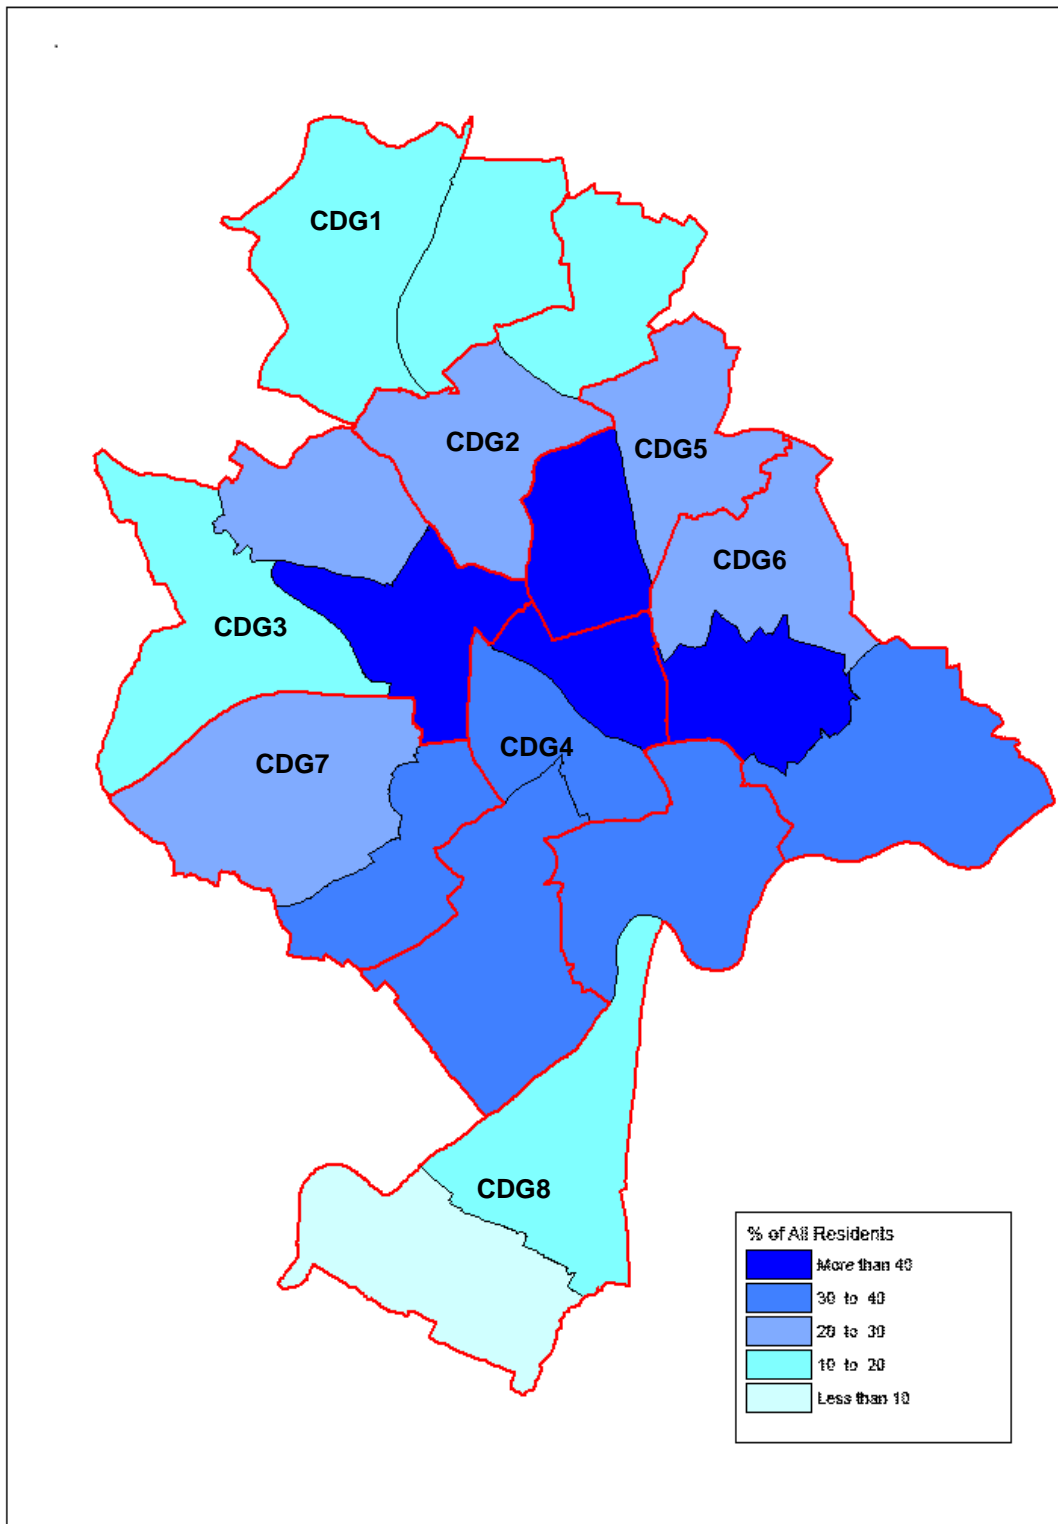 CDG1
CDG2
CDG5
CDG6
CDG3
CDG4
CDG7
CDG8
% of All Residents
More than 40
30 to 40
20 to 30
10 to 20
Less than 10